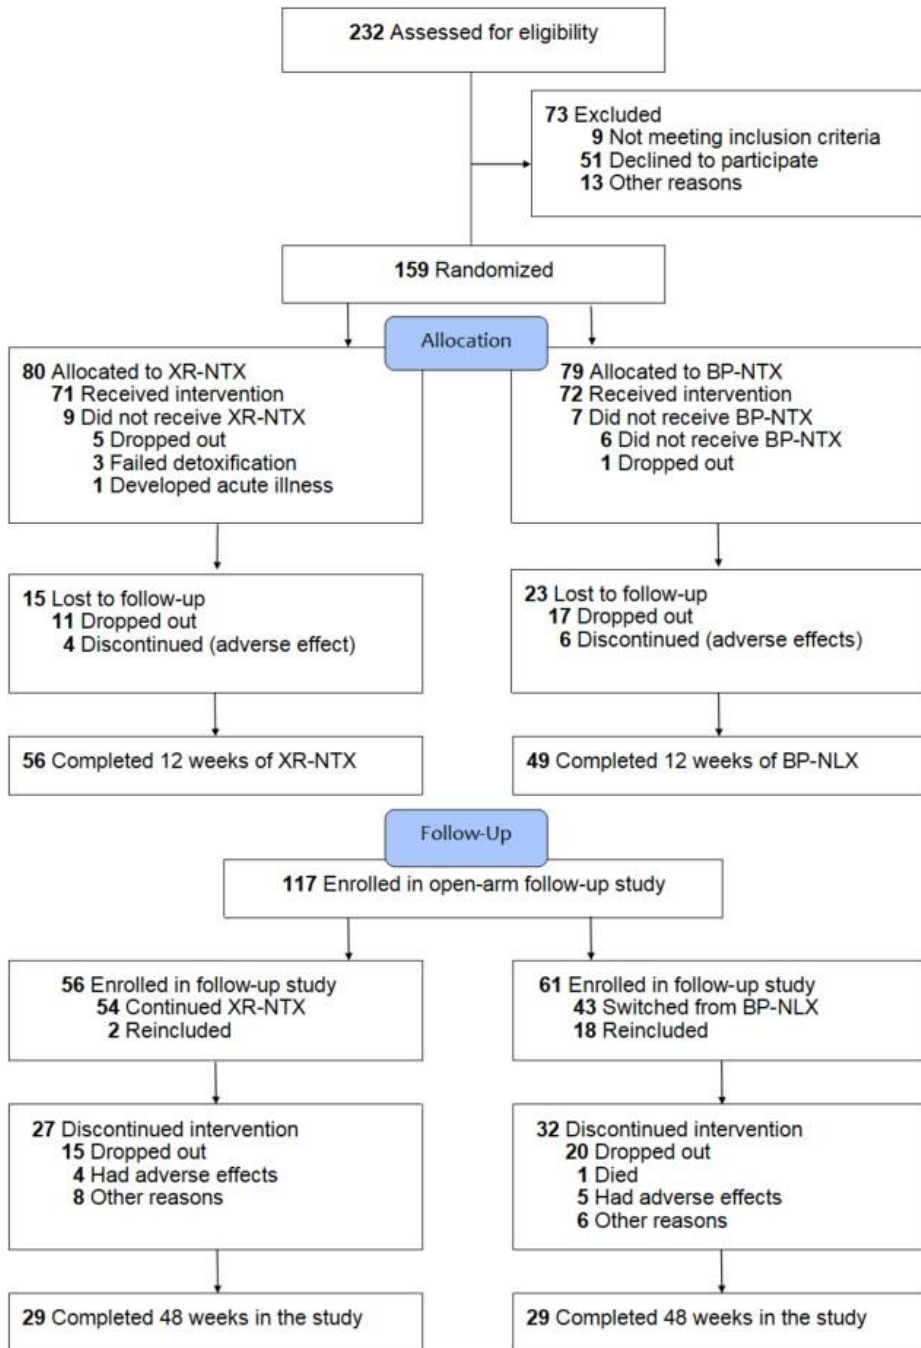 232 Assessed for eligibility
73 Excluded
9 Not meeting inclusion criteria
51 Declined to participate
13 Other reasons
159 Randomized
Allocation
80 Allocated to XR-NTX
71 Received intervention
9 Did not receive XR-NTX
5 Dropped out
3 Failed detoxification
1 Developed acute illness
79 Allocated to BP-NTX
72 Received intervention
7 Did not receive BP-NTX
6 Did not receive BP-NTX
1 Dropped out
15 Lost to follow-up
11 Dropped out
4 Discontinued (adverse effect)
23 Lost to follow-up
17 Dropped out
6 Discontinued (adverse effects)
56 Completed 12 weeks of XR-NTX
49 Completed 12 weeks of BP-NLX
Follow-Up
117 Enrolled in open-arm follow-up study
56 Enrolled in follow-up study
54 Continued XR-NTX
2 Reincluded
61 Enrolled in follow-up study
43 Switched from BP-NLX
18 Reincluded
27 Discontinued intervention
15 Dropped out
4 Had adverse effects
8 Other reasons
32 Discontinued intervention
20 Dropped out
1 Died
5 Had adverse effects
6 Other reasons
29 Completed 48 weeks in the study
29 Completed 48 weeks in the study